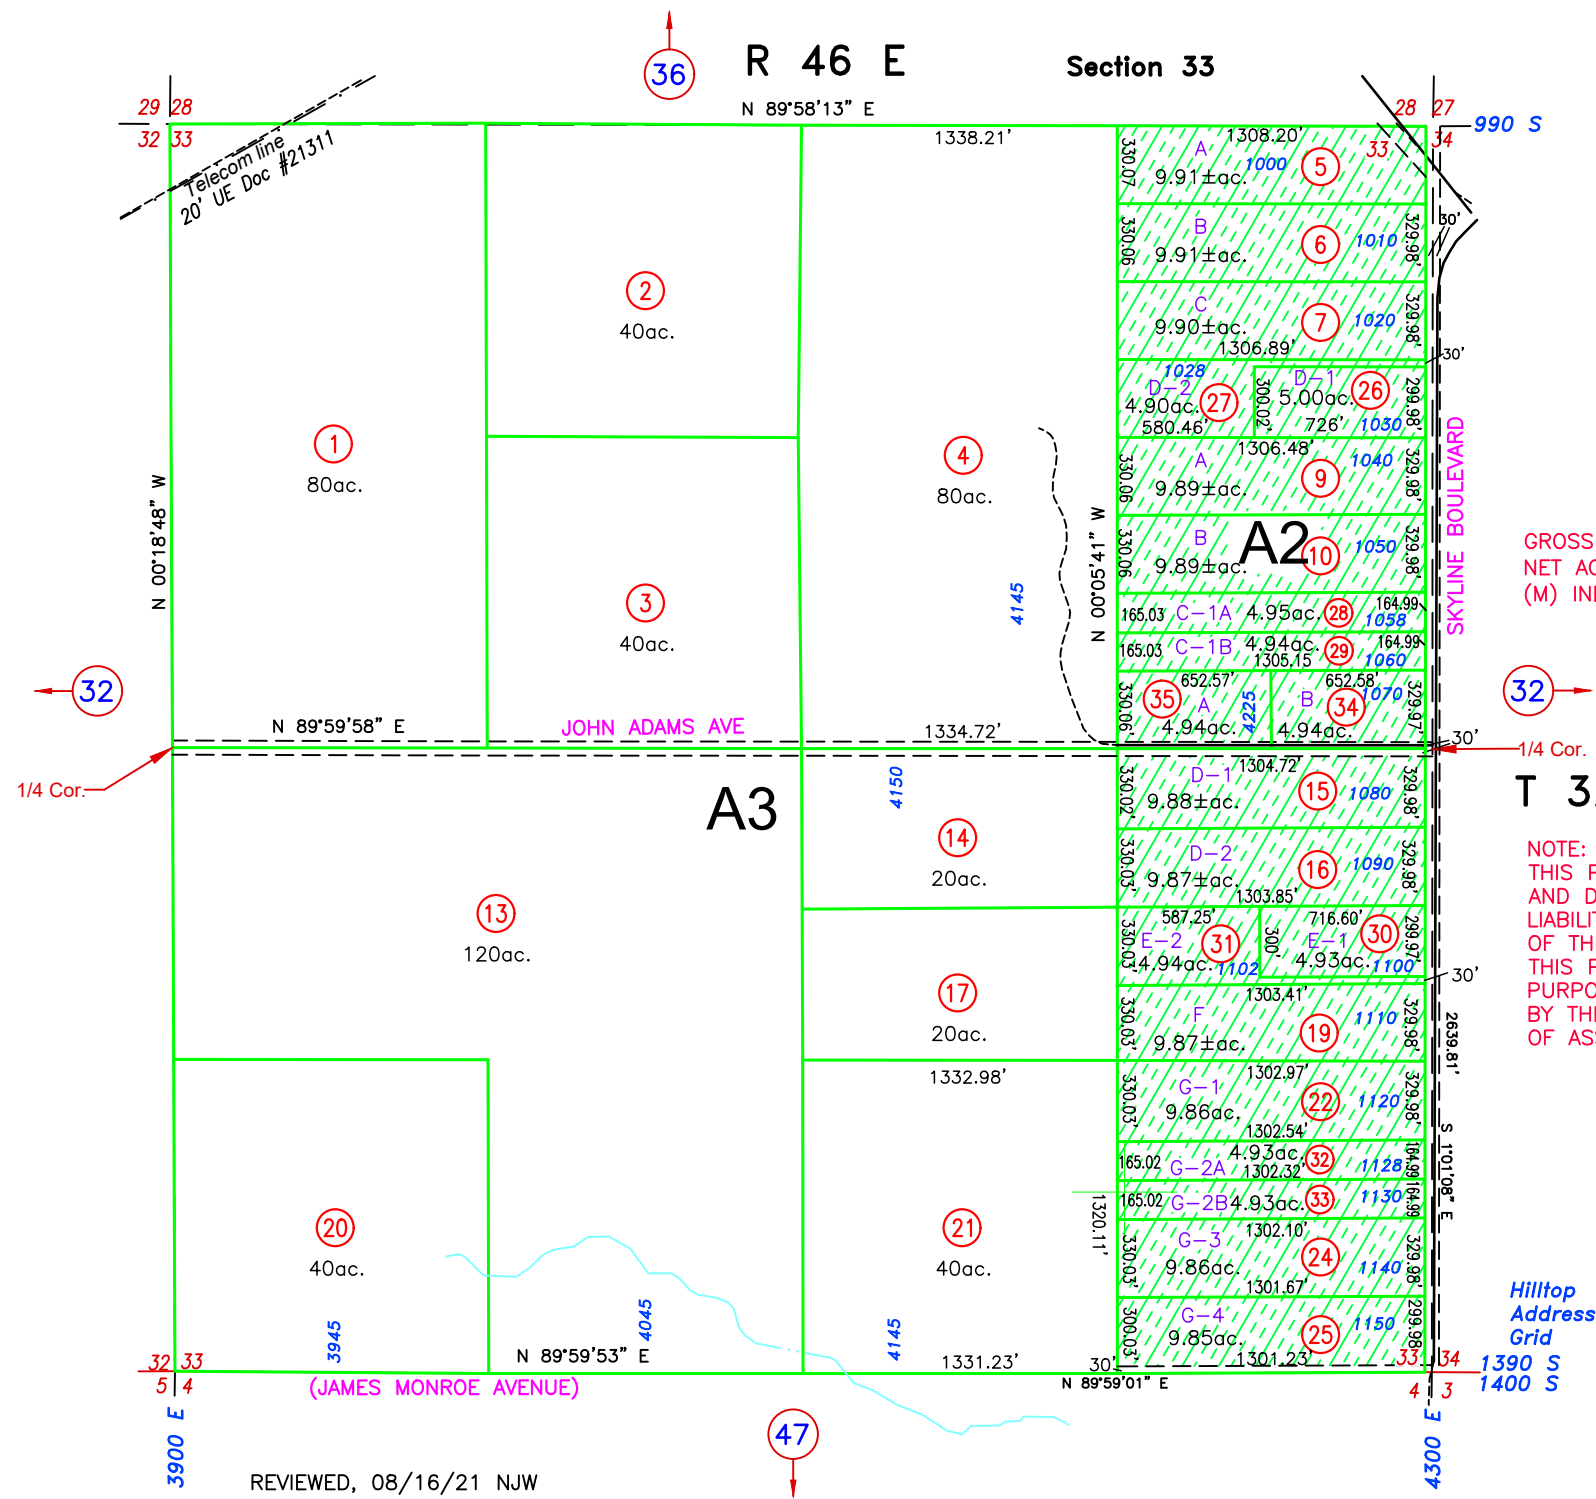 R 46 E
Section 33
36
N 89°58'13" E
29 28
32 33
28 27
33 34
990 S
Telecom line
20' UE Doc #21311
1338.21'
1308.20'
330.07
A
1000
5
9.91±ac.
330.06
B
9.91±ac.
6
1010
329.98'
30'
2
40ac.
C
9.90±ac.
7
1020
329.98'
1306.89'
30'
1028
D-2
4.90ac.
27
580.46'
300.02'
D-1
5.00ac.
26
726'
1030
299.98'
1
80ac.
4
80ac.
1306.48'
330.06
A
9.89±ac.
9
1040
329.98'
SKYLINE BOULEVARD
N 00°18'48" W
N 00°05'41" W
330.06
B
9.89±ac.
A2
10
1050
329.98'
GROSS
NET
(M)
3
40ac.
4145
165.03
C-1A
4.95ac.
28
164.99
1058
165.03
C-1B
4.94ac.
29
164.99
1305.15
1060
32
32
652.57'
652.58'
330.06
35
A
4.94ac.
4225
B
34
4.94ac.
1070
329.97'
N 89°59'58" E
JOHN ADAMS AVE
1334.72'
30'
1/4 Cor.
1/4 Cor.
T
4150
A3
1304.72'
330.02'
D-1
9.88±ac.
15
1080
329.98'
14
20ac.
330.03'
D-2
9.87±ac.
16
1090
329.98'
1303.85'
NOTE:
THIS
AND
OF
THIS
BY
OF
13
120ac.
587.25'
716.60'
330.03'
E-2
4.94ac.
31
1102
300'
E-1
4.93ac.
30
1100
299.97'
30'
17
20ac.
1303.41'
330.03'
F
9.87±ac.
19
1110
329.98'
2639.81'
1332.98'
1302.97'
330.03'
G-1
9.86ac.
22
1120
329.98'
1302.54'
S 1°01'08" E
165.02
G-2A
4.93ac.
32
1302.32'
1128
164.99
165.02
G-2B
4.93ac.
33
1130
164.99
1320.11'
20
40ac.
21
40ac.
1302.10'
330.03'
G-3
9.86ac.
24
1140
329.98'
1301.67'
Hilltop
Address
Grid
3945
4045
4145
300.03'
G-4
9.85ac.
25
1150
299.98'
N 89°59'53" E
1331.23'
30'
1301.23'
32 33
5 4
33 34
4 3
1390 S
1400 S
(JAMES MONROE AVENUE)
N 89°59'01" E
3900 E
47
4300 E
REVIEWED, 08/16/21 NJW